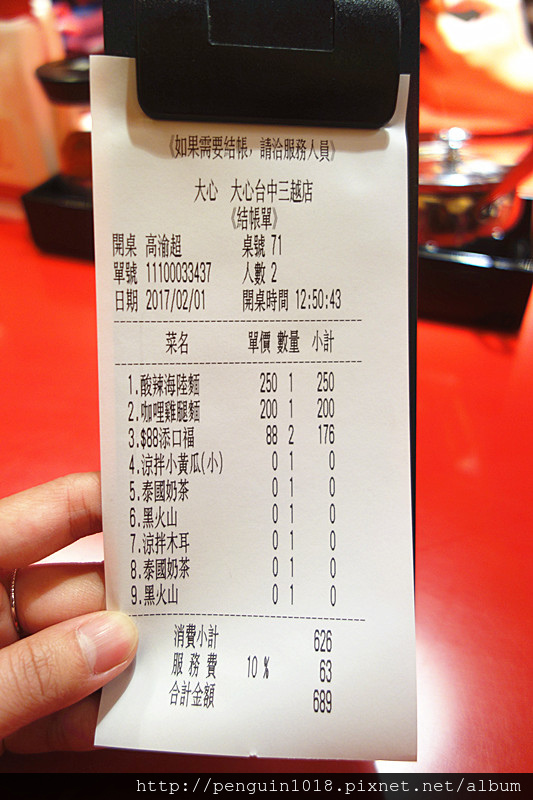 《如果需要結帳, 請洽服務人員》
大心 大心台中三越店
《結帳單》
開桌 高渝超 桌號 71
單號 11100033437 人數 2
日期 2017/02/01 開桌時間 12:50:43
菜名 單價 數量 小計
1.酸辣海陸麵 250 1 250
2.咖哩雞腿麵 200 1 200
3.$88添口福 88 2 176
4.涼拌小黃瓜(小) 0 1 0
5.泰國奶茶 0 1 0
6.黑火山 0 1 0
7.涼拌木耳 0 1 0
8.泰國奶茶 0 1 0
9.黑火山 0 1 0
消費小計 626
服務費 10 % 63
合計金額 689
http://penguin1018.pixnet.net/album